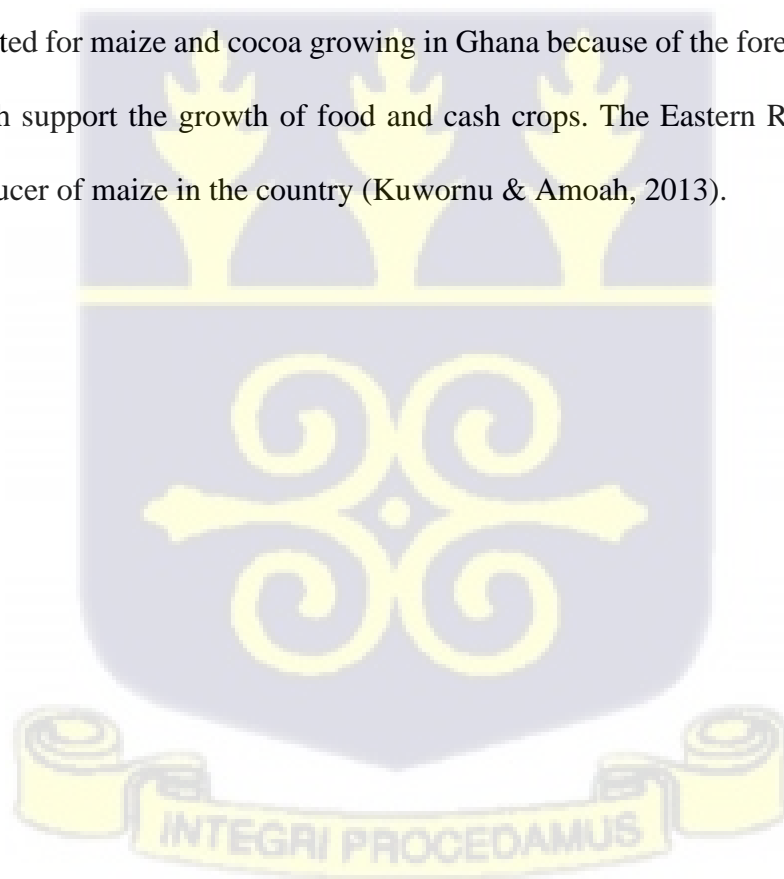 ted for maize and cocoa growing in Ghana because of the fore
h support the growth of food and cash crops. The Eastern R
ucer of maize in the country (Kuwornu & Amoah, 2013).
INTEGRI PROCEDAMUS